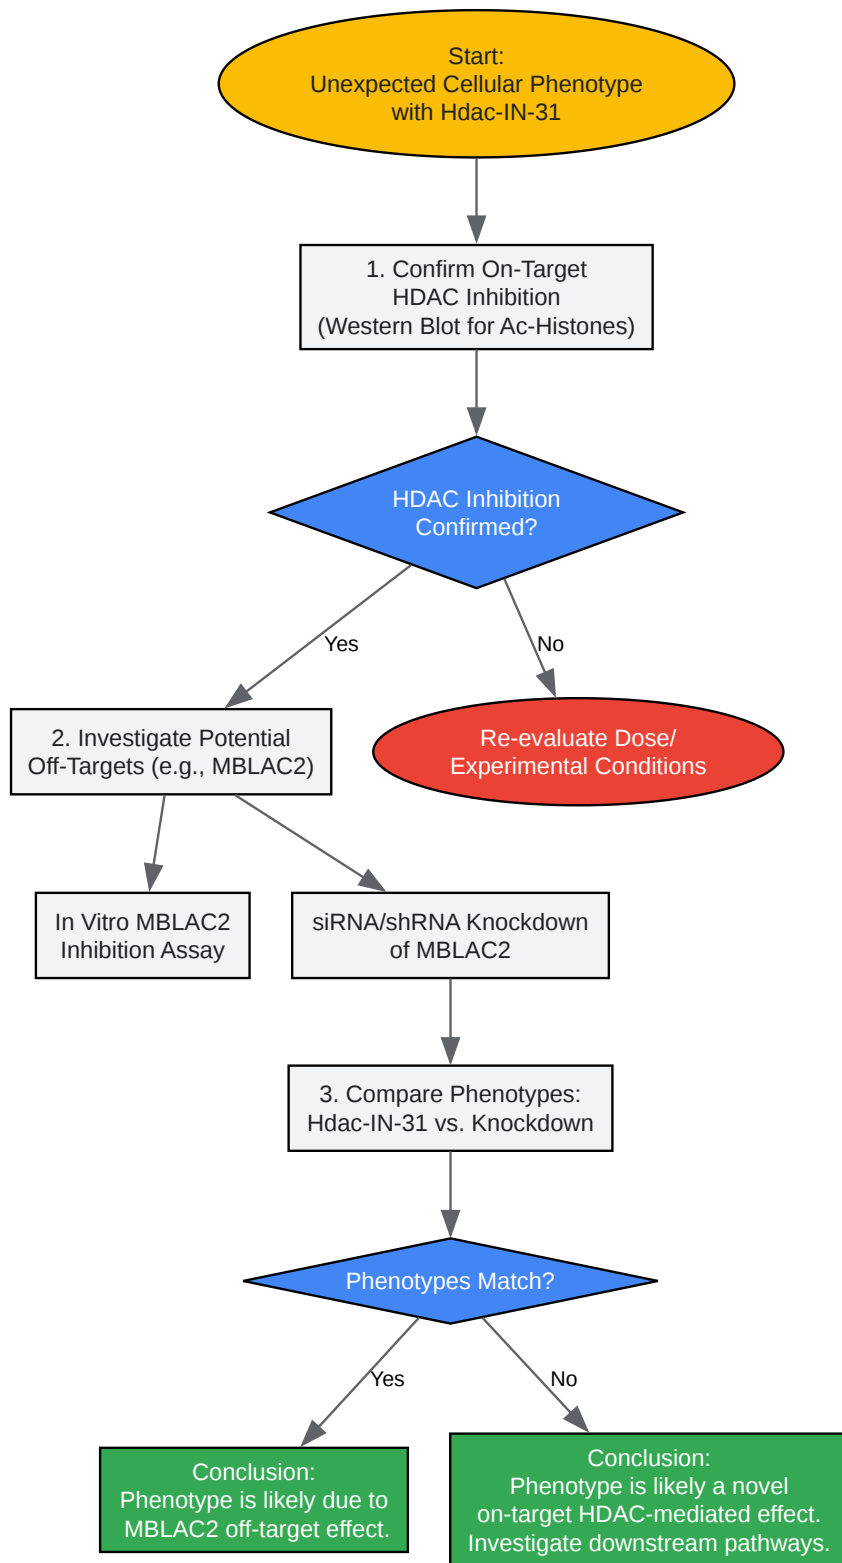 Start:
Unexpected Cellular Phenotype
with Hdac-IN-31
1. Confirm On-Target
HDAC Inhibition
(Western Blot for Ac-Histones)
HDAC Inhibition
Confirmed?
Yes
No
2. Investigate Potential
Off-Targets (e.g., MBLAC2)
Re-evaluate Dose/
Experimental Conditions
In Vitro MBLAC2
Inhibition Assay
siRNA/shRNA Knockdown
of MBLAC2
3. Compare Phenotypes:
Hdac-IN-31 vs. Knockdown
Phenotypes Match?
Yes
No
Conclusion:
Phenotype is likely due to
MBLAC2 off-target effect.
Conclusion:
Phenotype is likely a novel
on-target HDAC-mediated effect.
Investigate downstream pathways.